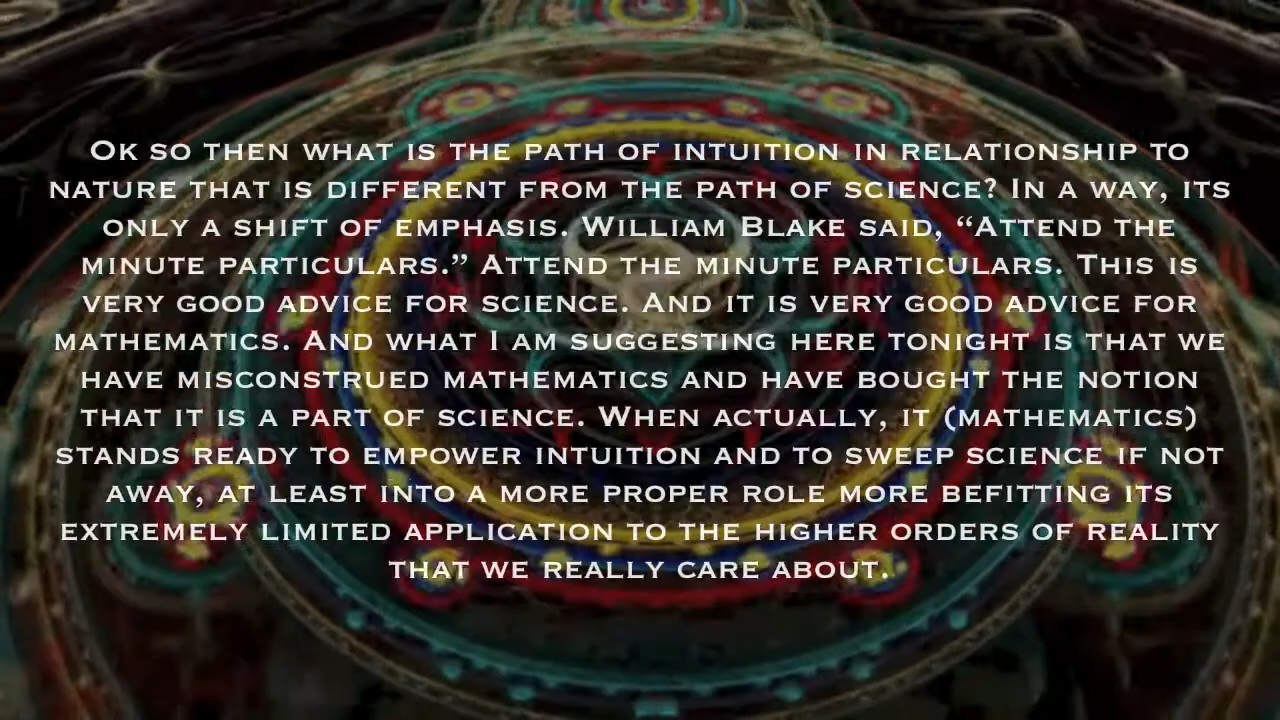 Ok so then what is the path of intuition in relationship to
nature that is different from the path of science? In a way, its
only a shift of emphasis. William Blake said, “Attend the
minute particulars.” Attend the minute particulars. This is
very good advice for science. And it is very good advice for
mathematics. And what I am suggesting here tonight is that we
have misconstrued mathematics and have bought the notion
that it is a part of science. When actually, it (mathematics)
stands ready to empower intuition and to sweep science if not
away, at least into a more proper role more befitting its
extremely limited application to the higher orders of reality
that we really care about.